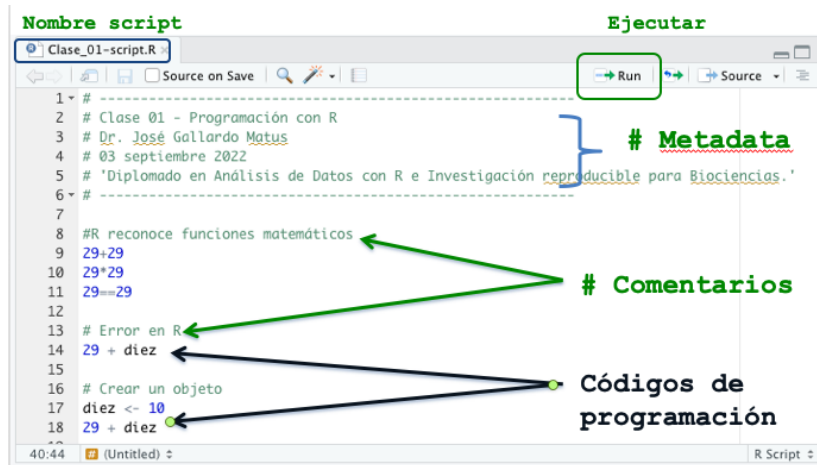 Nombre script
Ejecutar
Clase_01-script.R ×
Source on Save
Run
Source
1 # ------------------------------------------------------------------
2 # Clase 01 - Programación con R
3 # Dr. José Gallardo Matus
4 # 03 septiembre 2022
5 # 'Diplomado en Análisis de Datos con R e Investigación reproducible para Biociencias.'
6 # ------------------------------------------------------------------
# Metadata
7
8 #R reconoce funciones matemáticos
9 29+29
10 29*29
11 29==29
# Comentarios
12
13 # Error en R
14 29 + diez
15
16 # Crear un objeto
17 diez <- 10
18 29 + diez
Códigos de
programación
40:44 # (Untitled)
R Script